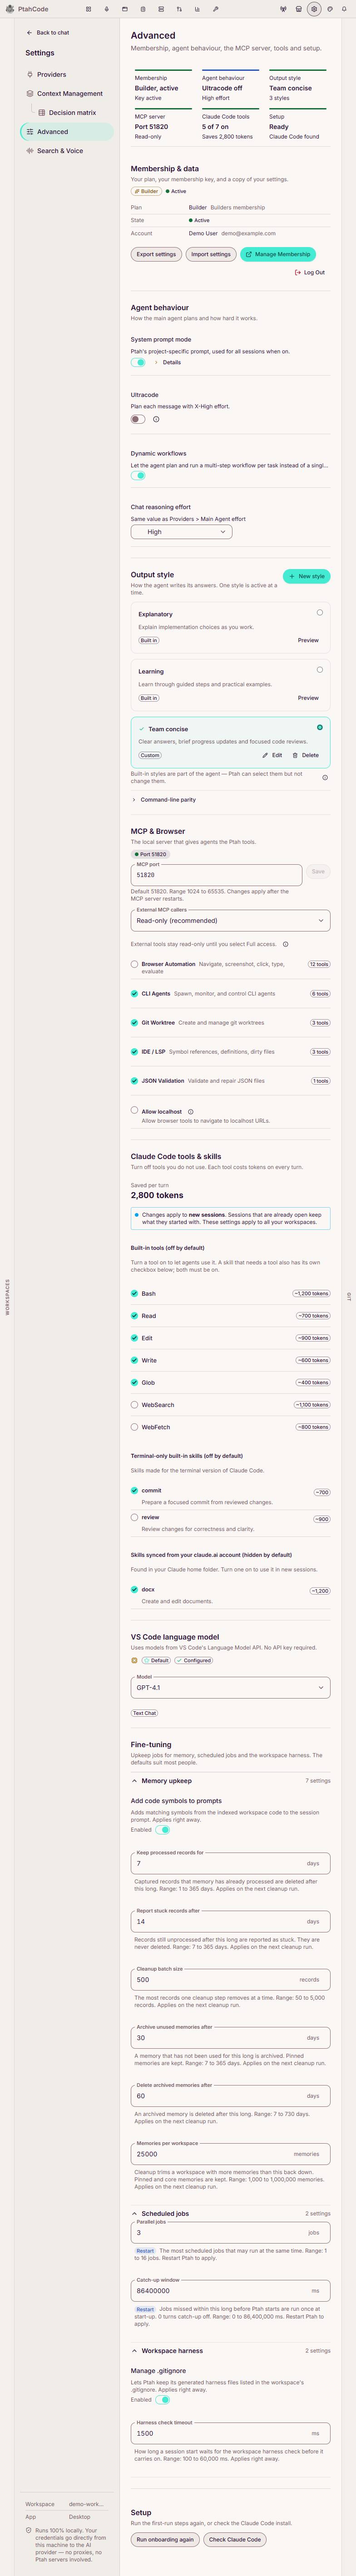 PtahCode
Back to chat
Settings
Providers
Context Management
Decision matrix
Advanced
Search & Voice
WORKSPACES
Workspace demo-work...
App Desktop
Runs 100% locally. Your
credentials go directly from
this machine to the AI
provider — no proxies, no
Ptah servers involved.
Advanced
Membership, agent behaviour, the MCP server, tools and setup.
Membership
Builder, active
Key active
Agent behaviour
Ultracode off
High effort
Output style
Team concise
3 styles
MCP server
Port 51820
Read-only
Claude Code tools
5 of 7 on
Saves 2,800 tokens
Setup
Ready
Claude Code found
Membership & data
Your plan, your membership key, and a copy of your settings.
Builder Active
Plan Builder Builders membership
State Active
Account Demo User demo@example.com
Export settings Import settings Manage Membership
Log Out
Agent behaviour
How the main agent plans and how hard it works.
System prompt mode
Ptah's project-specific prompt, used for all sessions when on.
Details
Ultracode
Plan each message with X-High effort.
Dynamic workflows
Let the agent plan and run a multi-step workflow per task instead of a singl...
Chat reasoning effort
Same value as Providers > Main Agent effort
High
Output style
How the agent writes its answers. One style is active at a
time.
New style
Explanatory
Explain implementation choices as you work.
Built in Preview
Learning
Learn through guided steps and practical examples.
Built in Preview
Team concise
Clear answers, brief progress updates and focused code reviews.
Custom Edit Delete
Built-in styles are part of the agent — Ptah can select them but not
change them.
Command-line parity
MCP & Browser
The local server that gives agents the Ptah tools.
Port 51820
MCP port
51820
Save
Default 51820. Range 1024 to 65535. Changes apply after the
MCP server restarts.
External MCP callers
Read-only (recommended)
External tools stay read-only until you select Full access.
Browser Automation Navigate, screenshot, click, type,
evaluate
12 tools
CLI Agents Spawn, monitor, and control CLI agents 6 tools
Git Worktree Create and manage git worktrees 3 tools
IDE / LSP Symbol references, definitions, dirty files 3 tools
JSON Validation Validate and repair JSON files 1 tools
Allow localhost
Allow browser tools to navigate to localhost URLs.
Claude Code tools & skills
Turn off tools you do not use. Each tool costs tokens on every turn.
Saved per turn
2,800 tokens
Changes apply to new sessions. Sessions that are already open keep
what they started with. These settings apply to all your workspaces.
Built-in tools (off by default)
Turn a tool on to let agents use it. A skill that needs a tool also has its own
checkbox below; both must be on.
Bash ~1,200 tokens
Read ~700 tokens
Edit ~900 tokens
Write ~600 tokens
Glob ~400 tokens
WebSearch ~1,100 tokens
WebFetch ~800 tokens
Terminal-only built-in skills (off by default)
Skills made for the terminal version of Claude Code.
commit ~700
Prepare a focused commit from reviewed changes.
review ~900
Review changes for correctness and clarity.
Skills synced from your claude.ai account (hidden by default)
Found in your Claude home folder. Turn one on to use it in new sessions.
docx ~1,200
Create and edit documents.
VS Code language model
Uses models from VS Code's Language Model API. No API key required.
Default Configured
Model
GPT-4.1
Text Chat
Fine-tuning
Upkeep jobs for memory, scheduled jobs and the workspace harness. The
defaults suit most people.
Memory upkeep 7 settings
Add code symbols to prompts
Adds matching symbols from the indexed workspace code to the session
prompt. Applies right away.
Enabled
Keep processed records for
7 days
Captured records that memory has already processed are deleted after
this long. Range: 1 to 365 days. Applies on the next cleanup run.
Report stuck records after
14 days
Records still unprocessed after this long are reported as stuck. They are
never deleted. Range: 7 to 365 days. Applies on the next cleanup run.
Cleanup batch size
500 records
The most records one cleanup step removes at a time. Range: 50 to 5,000
records. Applies on the next cleanup run.
Archive unused memories after
30 days
A memory that has not been used for this long is archived. Pinned
memories are kept. Range: 7 to 365 days. Applies on the next cleanup run.
Delete archived memories after
60 days
An archived memory is deleted after this long. Range: 7 to 730 days.
Applies on the next cleanup run.
Memories per workspace
25000 memories
Cleanup trims a workspace with more memories than this back down.
Pinned and core memories are kept. Range: 1,000 to 1,000,000 memories.
Applies on the next cleanup run.
Scheduled jobs 2 settings
Parallel jobs
3 jobs
Restart The most scheduled jobs that may run at the same time. Range: 1
to 16 jobs. Restart Ptah to apply.
Catch-up window
86400000 ms
Restart Jobs missed within this long before Ptah starts are run once at
start-up. 0 turns catch-up off. Range: 0 to 86,400,000 ms. Restart Ptah to
apply.
Workspace harness 2 settings
Manage .gitignore
Lets Ptah keep its generated harness files listed in the workspace's
.gitignore. Applies right away.
Enabled
Harness check timeout
1500 ms
How long a session start waits for the workspace harness check before it
carries on. Range: 100 to 60,000 ms. Applies right away.
Setup
Run the first-run steps again, or check the Claude Code install.
Run onboarding again Check Claude Code
GIT